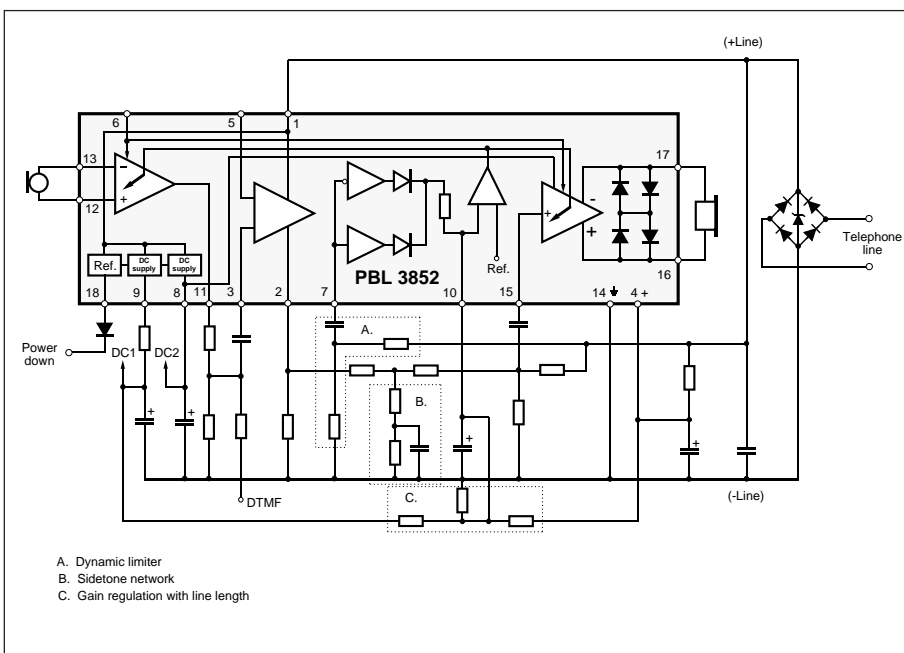 (+Line)
6
5
1
13
17
−
+
12
−
+
+
Telephone
line
Ref.
DC
supply
DC
supply
Ref.
PBL 3852
16
18
9
8
11
3
2
7
10
15
14
4 +
A.
Power
down
DC1
DC2
B.
+
+
+
+
DTMF
(-Line)
C.
A. Dynamic limiter
B. Sidetone network
C. Gain regulation with line length